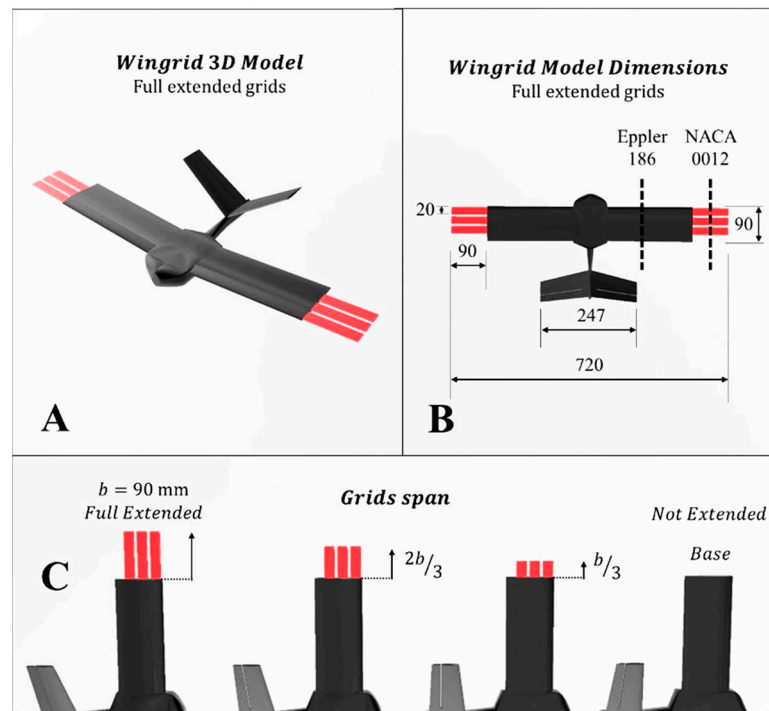 Wingrid 3D Model
Full extended grids
A
Wingrid Model Dimensions
Full extended grids
Eppler
186
NACA
0012
20
90
90
247
720
B
b = 90 mm
Full Extended
Grids span
2b/3
b/3
Not Extended
Base
C